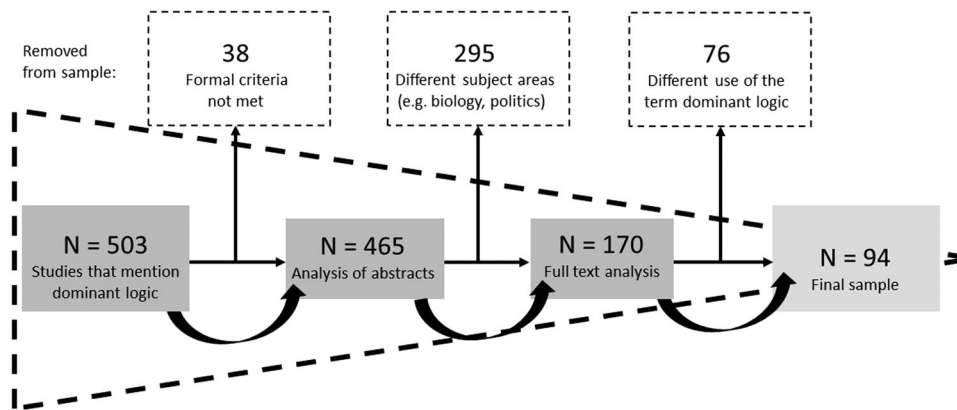 Removed
from sample:
38
Formal criteria
not met
295
Different subject areas
(e.g. biology, politics)
76
Different use of the
term dominant logic
N = 503
Studies that mention
dominant logic
N = 465
Analysis of abstracts
N = 170
Full text analysis
N = 94
Final sample